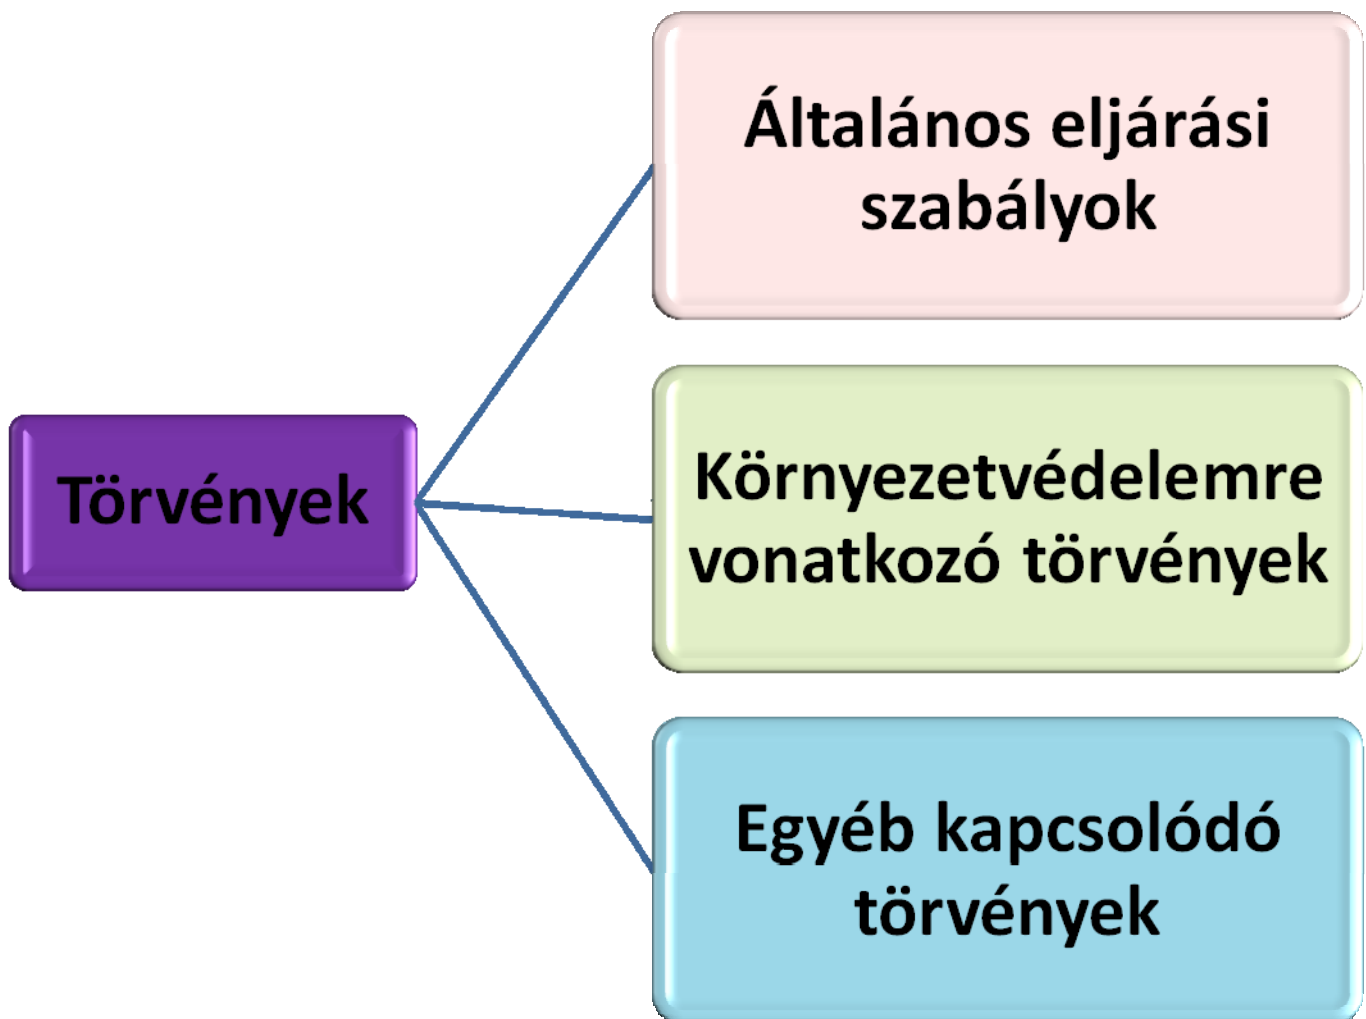 Általános eljárási
szabályok
Törvények
Környezetvédelemre
vonatkozó törvények
Egyéb kapcsolódó
törvények